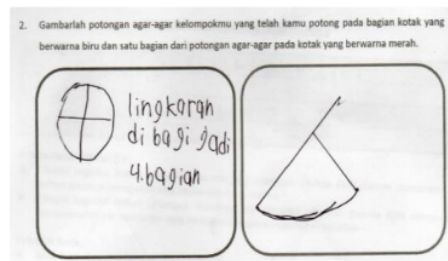 2. Gambarlah potongan agar-agar kelompokmu yang telah kamu potong pada bagian kotak yang
berwarna biru dan satu bagian dari potongan agar-agar pada kotak yang berwarna merah.
lingkaran
di bagi jadi
4.bagian